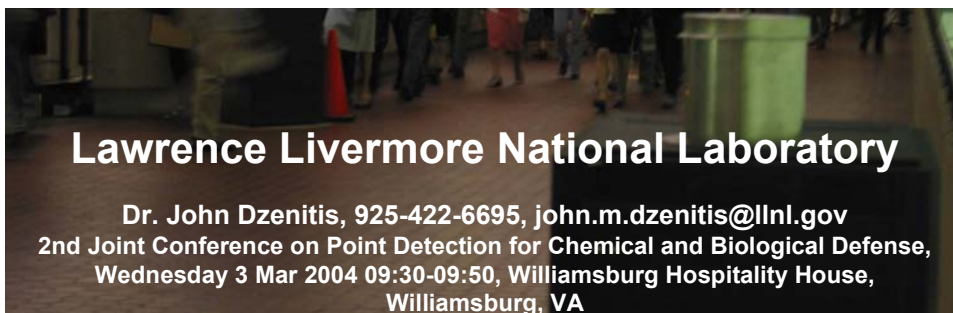 Lawrence Livermore National Laboratory
Dr. John Dzenitis, 925-422-6695, john.m.dzenitis@llnl.gov
2nd Joint Conference on Point Detection for Chemical and Biological Defense,
Wednesday 3 Mar 2004 09:30-09:50, Williamsburg Hospitality House,
Williamsburg, VA